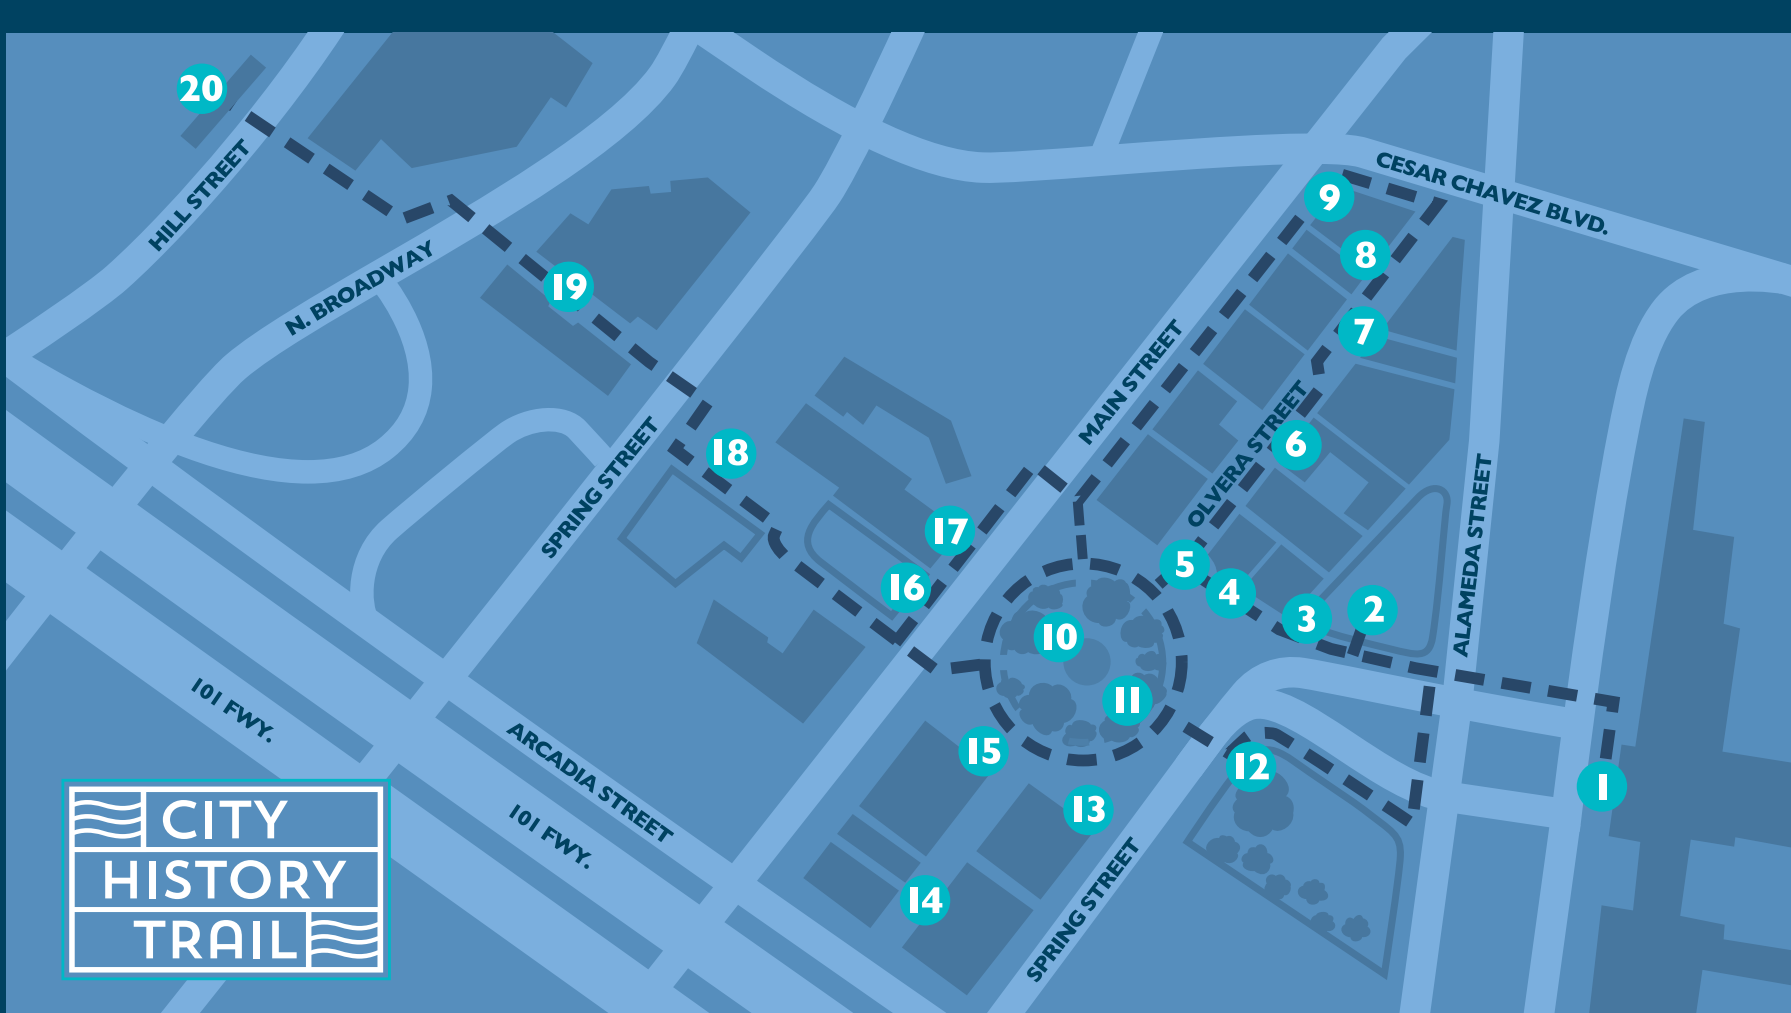 20
HILL STREET
N. BROADWAY
19
SPRING STREET
18
17
16
MAIN STREET
CESAR CHAVEZ BLVD.
9
8
7
OLVERA STREET
6
5
4
3
2
ALAMEDA STREET
1
10
11
12
13
14
15
SPRING STREET
ARCADIA STREET
101 FWY.
101 FWY.
CITY
HISTORY
TRAIL